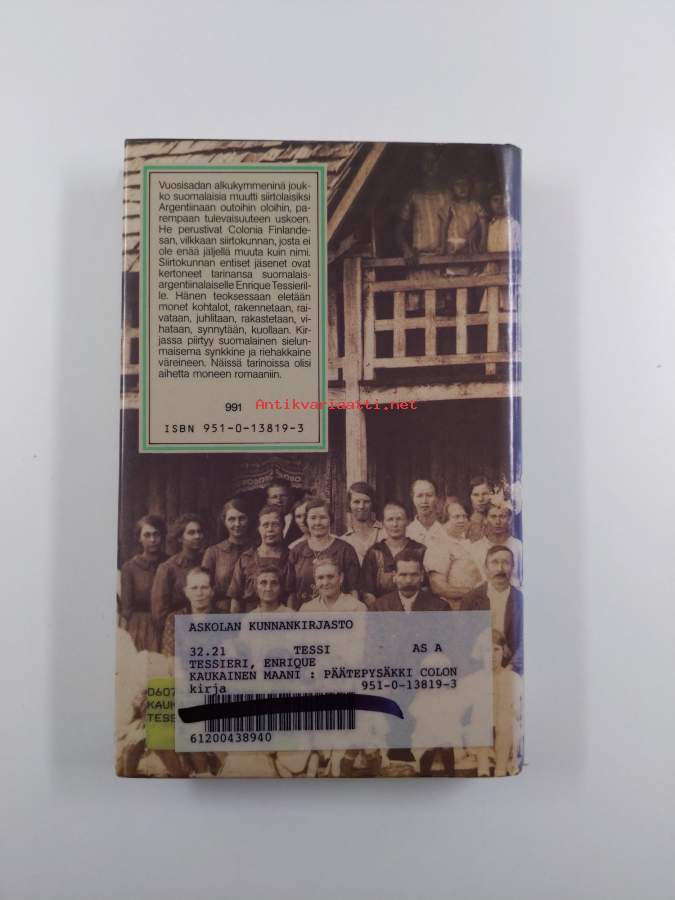 Vuosisadan alkukymmeninä jouk-
ko suomalaisia muutti siirtolaisiksi
Argentiinaan outoihin oloihin, pa-
rempaan tulevaisuuteen uskoen.
He perustivat Colonia Finlande-
san, vilkkaan siirtokunnan, josta ei
ole enää jäljellä muuta kuin nimi.
Siirtokunnan entiset jäsenet ovat
kertoneet tarinansa suomalais-
argentiinalaiselle Enrique Tessieril-
le. Hänen teoksessaan eletään
monet kohtalot, rakennetaan, rai-
vataan, juhlitaan, rakastetaan, vi-
hataan, synnytään, kuollaan. Kir-
jassa piirtyy suomalainen sielun-
maisema synkkine ja riehakkaine
väreineen. Näissä tarinoissa olisi
aihetta moneen romaaniin.
991
Antikvariaatti.net
ISBN 951-0-13819-3
ASKOLAN KUNNANKIRJASTO
32.21 TESSI AS A
TESSIERI, ENRIQUE
KAUKAINEN MAANI : PÄÄTEPYSÄKKI COLON
kirja 951-0-13819-3
0607
KAUK
TESS
61200438940